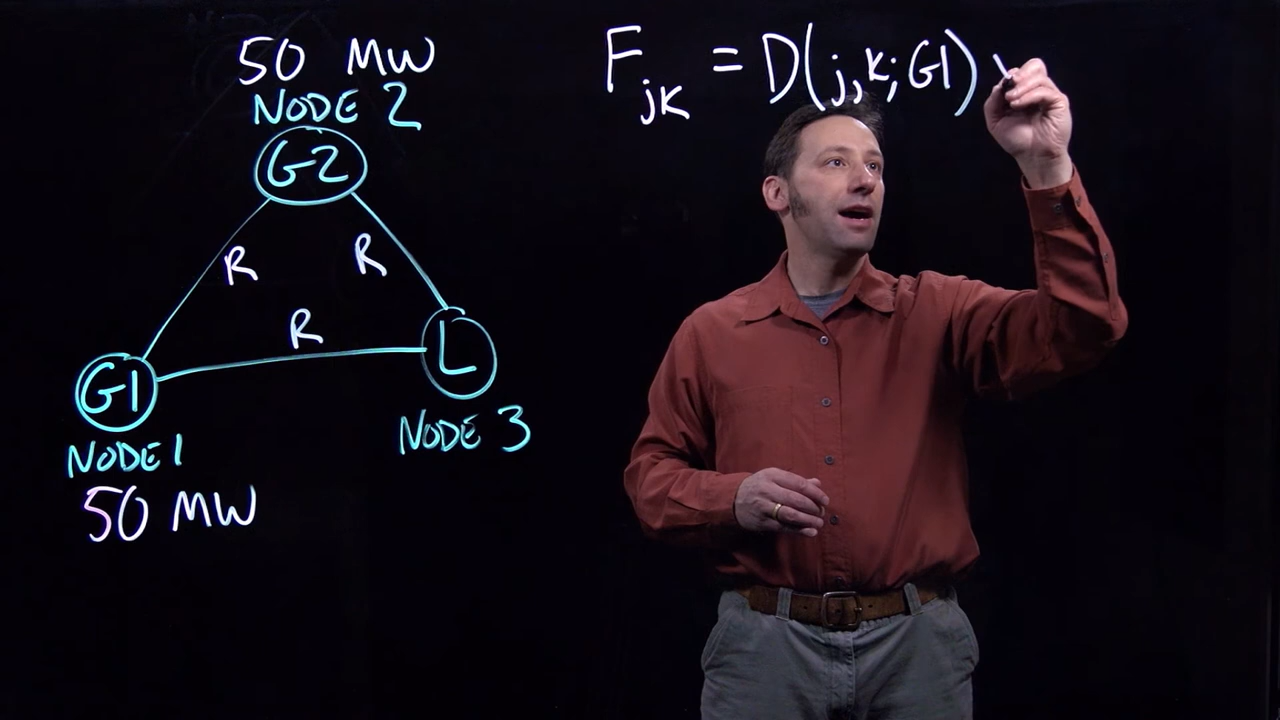 50 MW
NODE 2
G2
R
R
R
G1
L
NODE 1
NODE 3
50 MW
F_jk = D(j,k;G1)